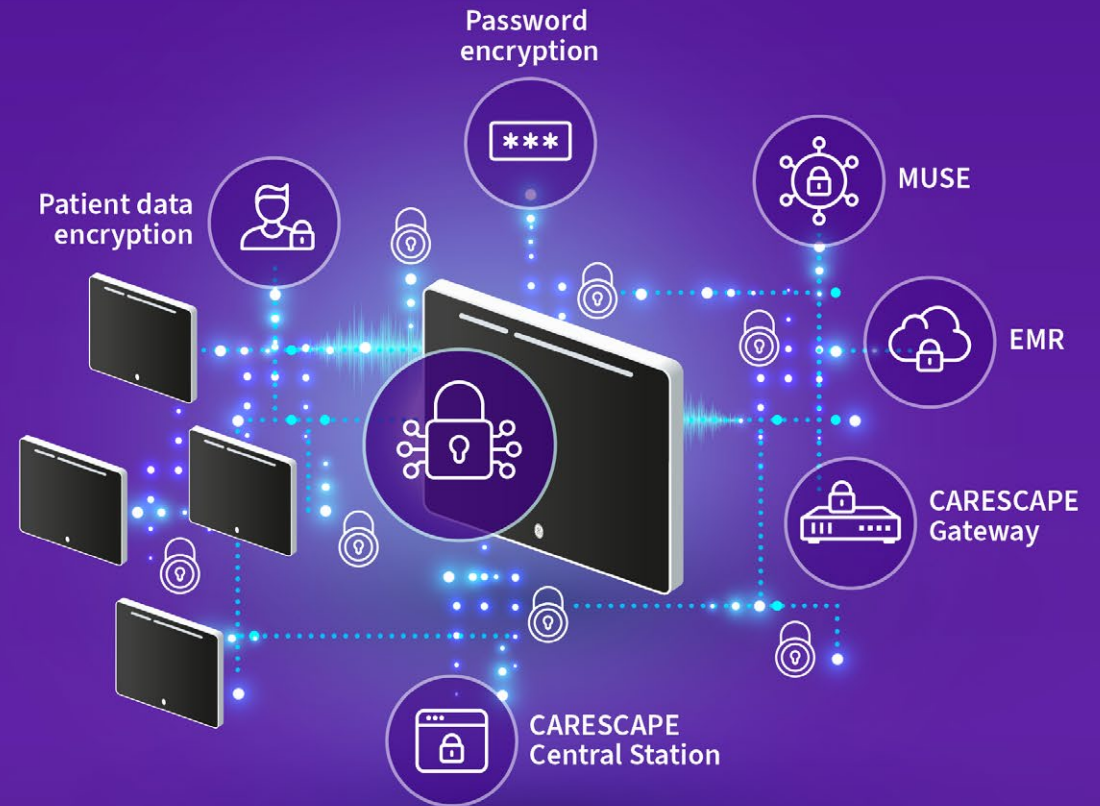 Password
encryption
***
MUSE
Patient data
encryption
EMR
CARESCAPE
Gateway
CARESCAPE
Central Station